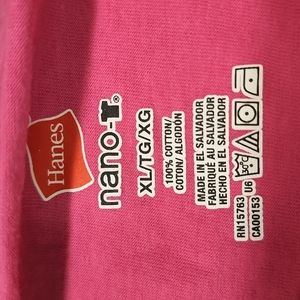 Hanes
nano-T
XL/TG/XG
100% COTTON/
COTON/ ALGODÓN
MADE IN EL SALVADOR
FABRIQUÉ AU SALVADOR
HECHO EN EL SALVADOR
30°C
RN15763 U6
CA00153